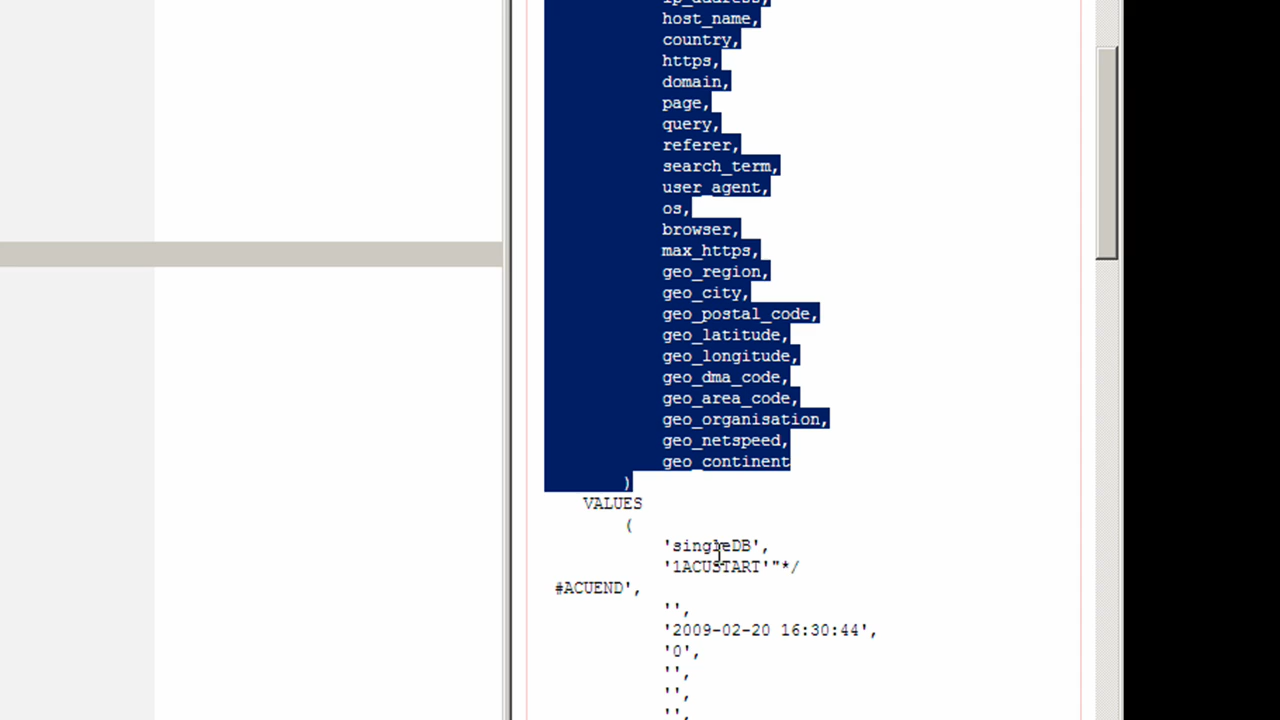 ip_address,
host_name,
country,
https,
domain,
page,
query,
referer,
search_term,
user_agent,
os,
browser,
max_https,
geo_region,
geo_city,
geo_postal_code,
geo_latitude,
geo_longitude,
geo_dma_code,
geo_area_code,
geo_organisation,
geo_netspeed,
geo_continent
)
VALUES
(
'singleDB',
'1ACUSTART'"*/
#ACUEND',
'',
'2009-02-20 16:30:44',
'0',
'',
'',
'',